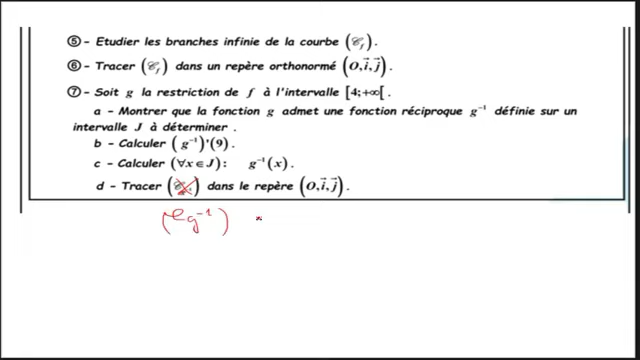 ⑤ - Etudier les branches infinie de la courbe (𝒞f).
⑥ - Tracer (𝒞f) dans un repère orthonormé (O, i⃗, j⃗).
⑦ - Soit g la restriction de f à l'intervalle [4;+∞[.
a - Montrer que la fonction g admet une fonction réciproque g⁻¹ définie sur un
intervalle J à déterminer .
b - Calculer (g⁻¹)'(9).
c - Calculer (∀x∈J) : g⁻¹(x).
d - Tracer ( ) dans le repère (O, i⃗, j⃗).
(𝒞g⁻¹)